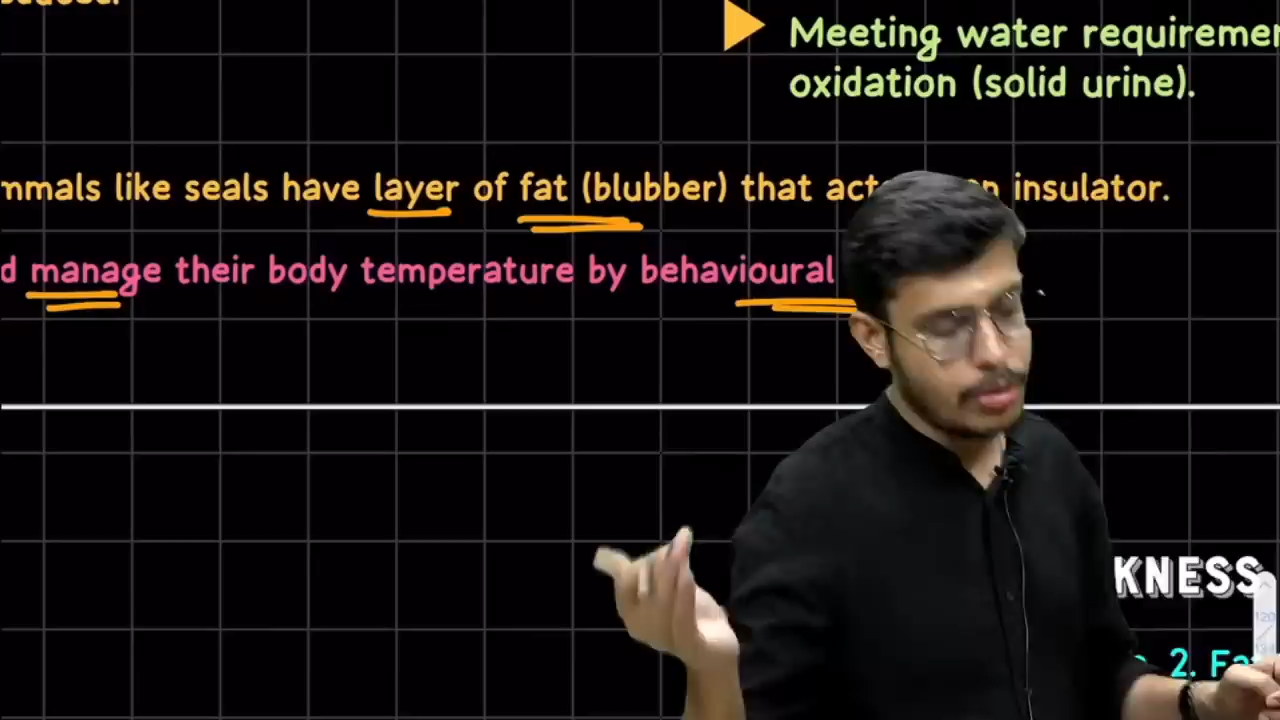 Meeting water requiremen
oxidation (solid urine).
mmals like seals have layer of fat (blubber) that act insulator.
d manage their body temperature by behavioural
KNESS
2. Fa
120